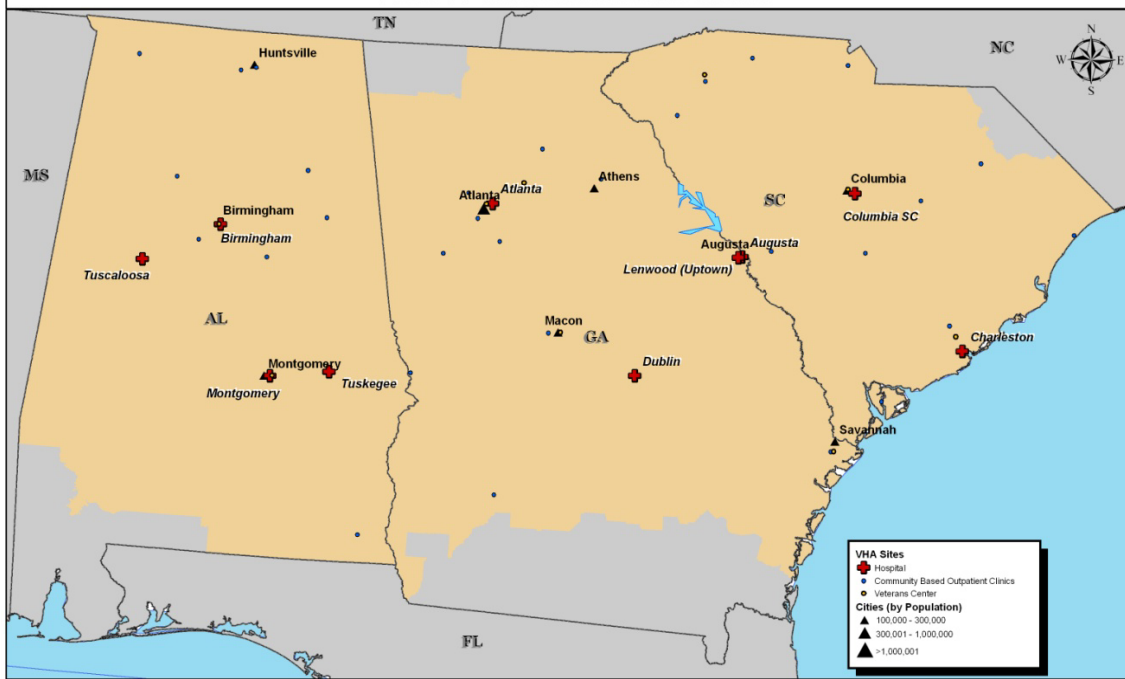 TN
NC
N
W
E
S
Huntsville
MS
Athens
Atlanta
Atlanta
Columbia
Columbia SC
SC
Birmingham
Birmingham
Tuscaloosa
Augusta
Augusta
Lenwood (Uptown)
AL
Macon
GA
Charleston
Montgomery
Montgomery
Tuskegee
Dublin
Savannah
FL
VHA Sites
Hospital
Community Based Outpatient Clinics
Veterans Center
Cities (by Population)
100,000 - 300,000
300,001 - 1,000,000
>1,000,001